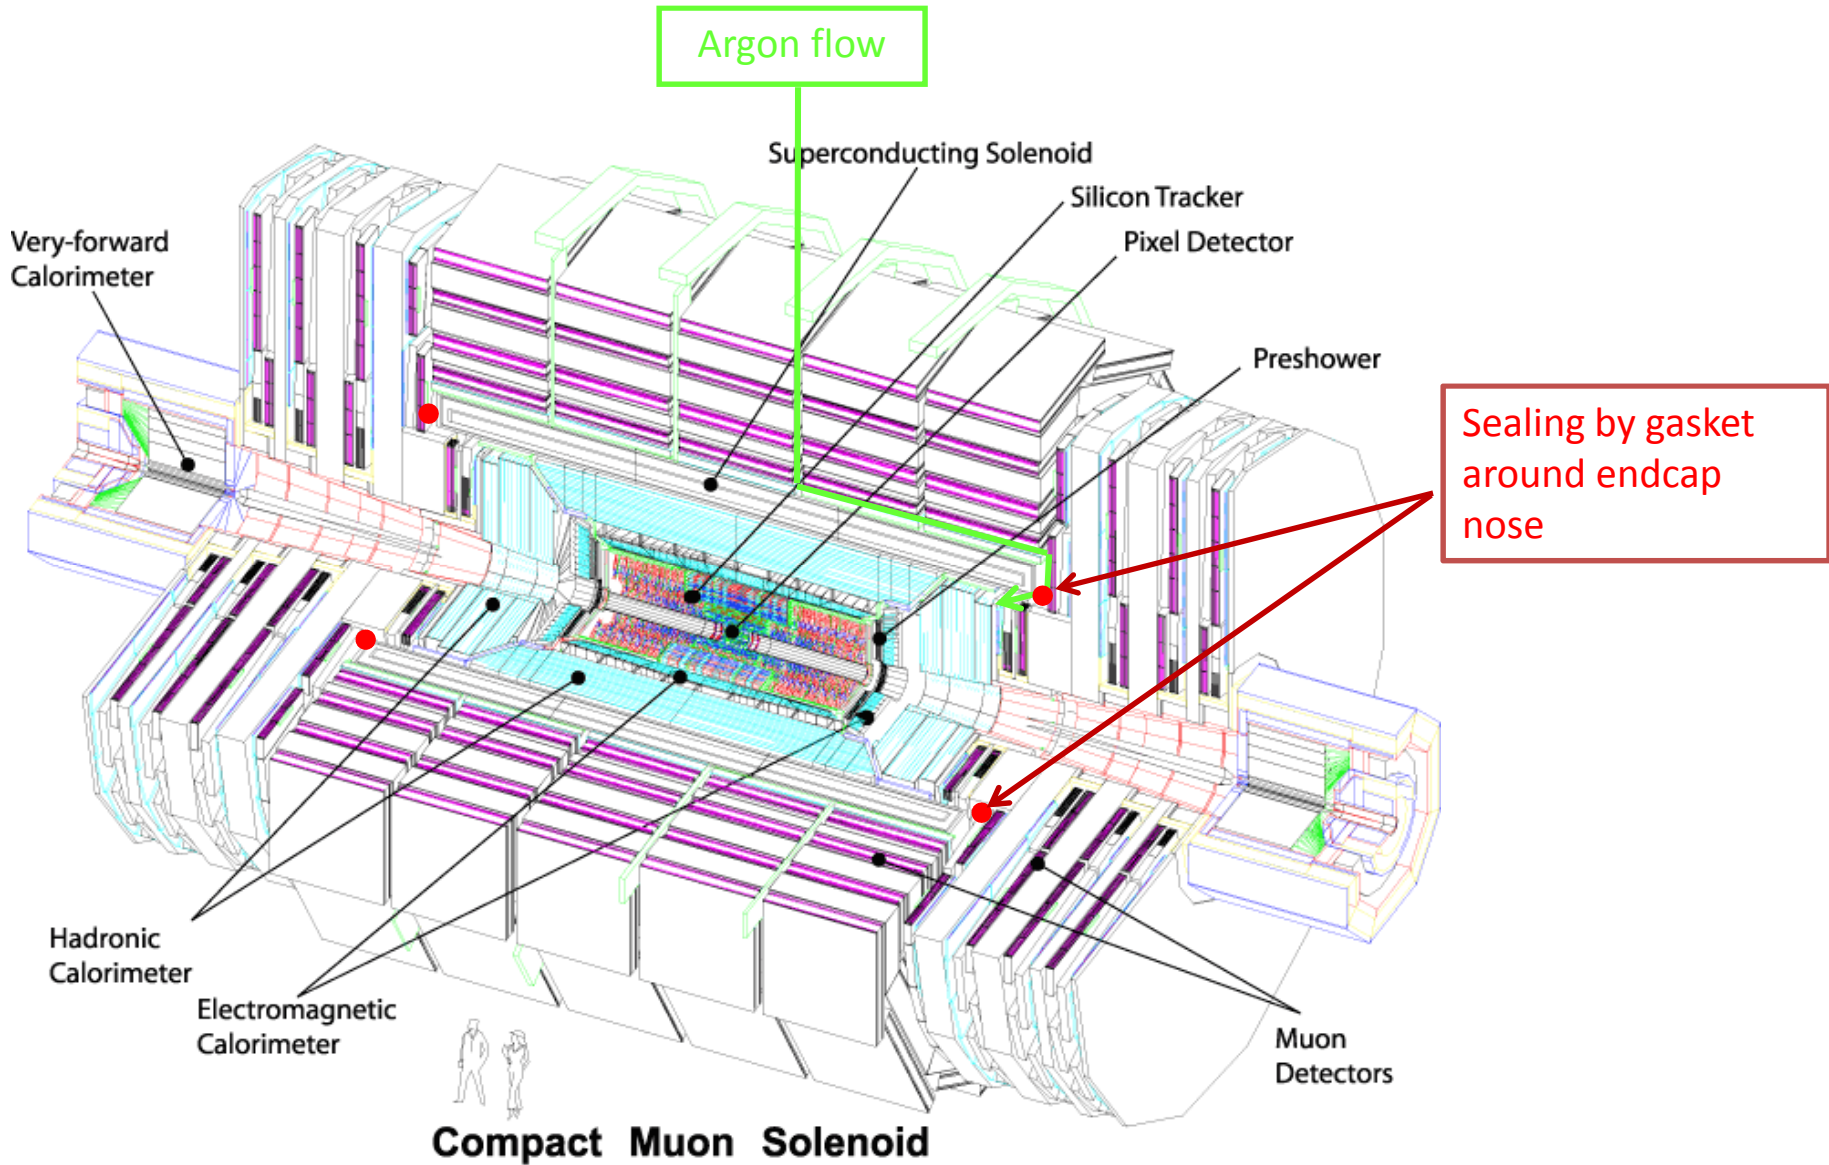 Argon flow
Superconducting Solenoid
Silicon Tracker
Pixel Detector
Very-forward
Calorimeter
Preshower
Sealing by gasket
around endcap
nose
Hadronic
Calorimeter
Electromagnetic
Calorimeter
Muon
Detectors
Compact Muon Solenoid